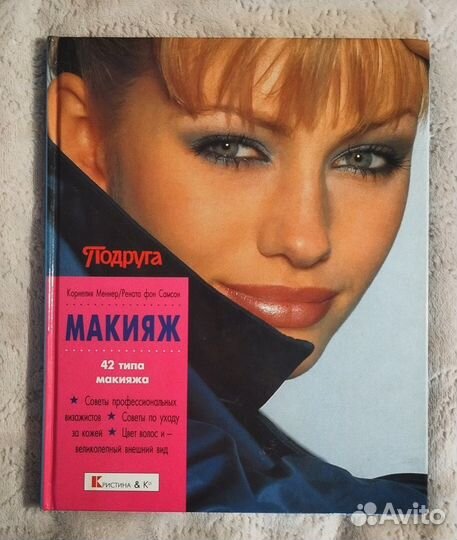 Подруга
Корнелия Меннер/Рената фон Самсон
МАКИЯЖ
42 типа
макияжа
★ Советы профессиональных
визажистов ★ Советы по уходу
за кожей ★ Цвет волос и –
великолепный внешний вид
КРИСТИНА & К°
Avito